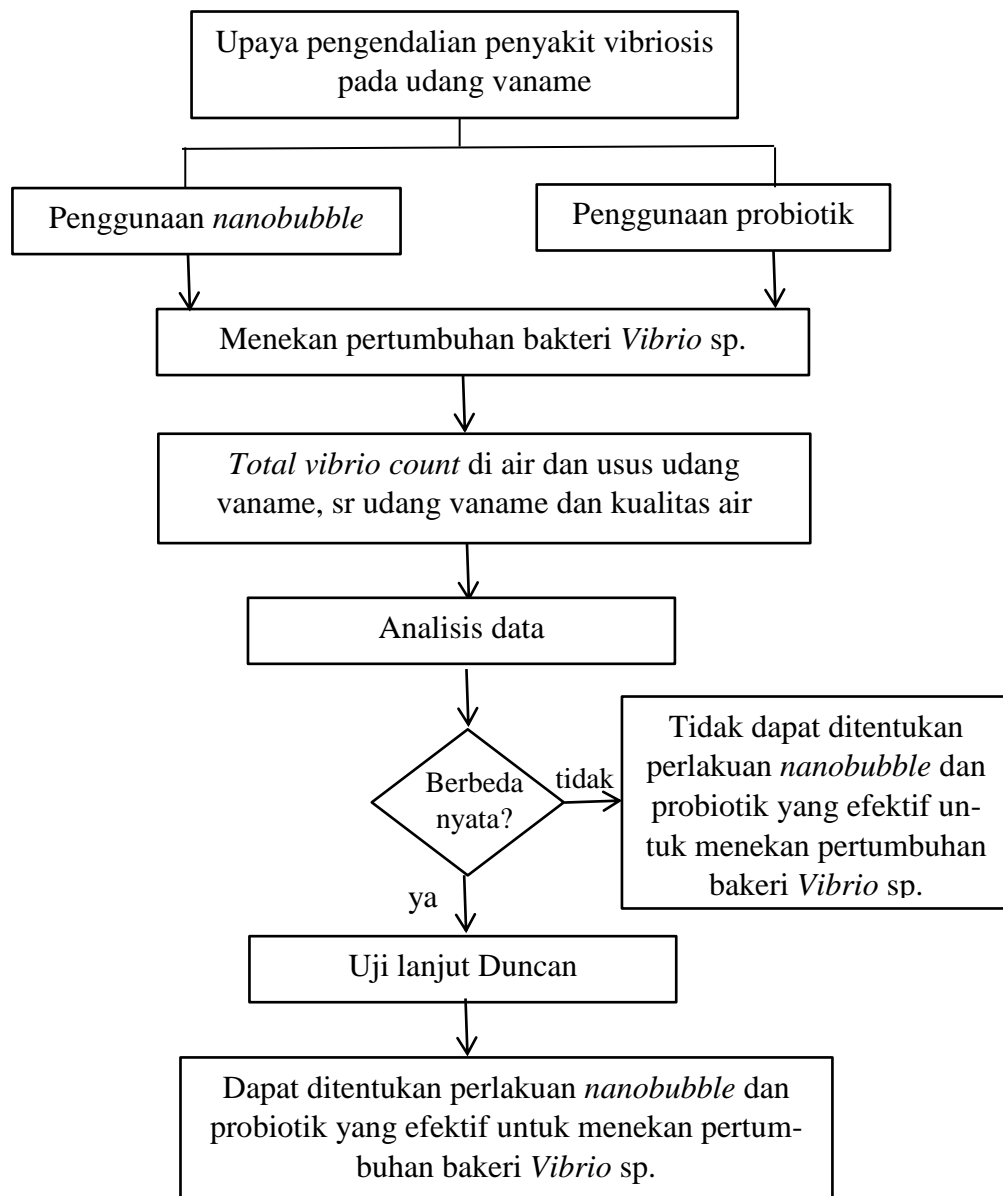 Upaya pengendalian penyakit vibriosis
pada udang vaname
Penggunaan nanobubble
Penggunaan probiotik
Menekan pertumbuhan bakteri Vibrio sp.
Total vibrio count di air dan usus udang
vaname, sr udang vaname dan kualitas air
Analisis data
Berbeda
nyata?
tidak
Tidak dapat ditentukan
perlakuan nanobubble dan
probiotik yang efektif un-
tuk menekan pertumbuhan
bakeri Vibrio sp.
ya
Uji lanjut Duncan
Dapat ditentukan perlakuan nanobubble dan
probiotik yang efektif untuk menekan pertum-
buhan bakeri Vibrio sp.